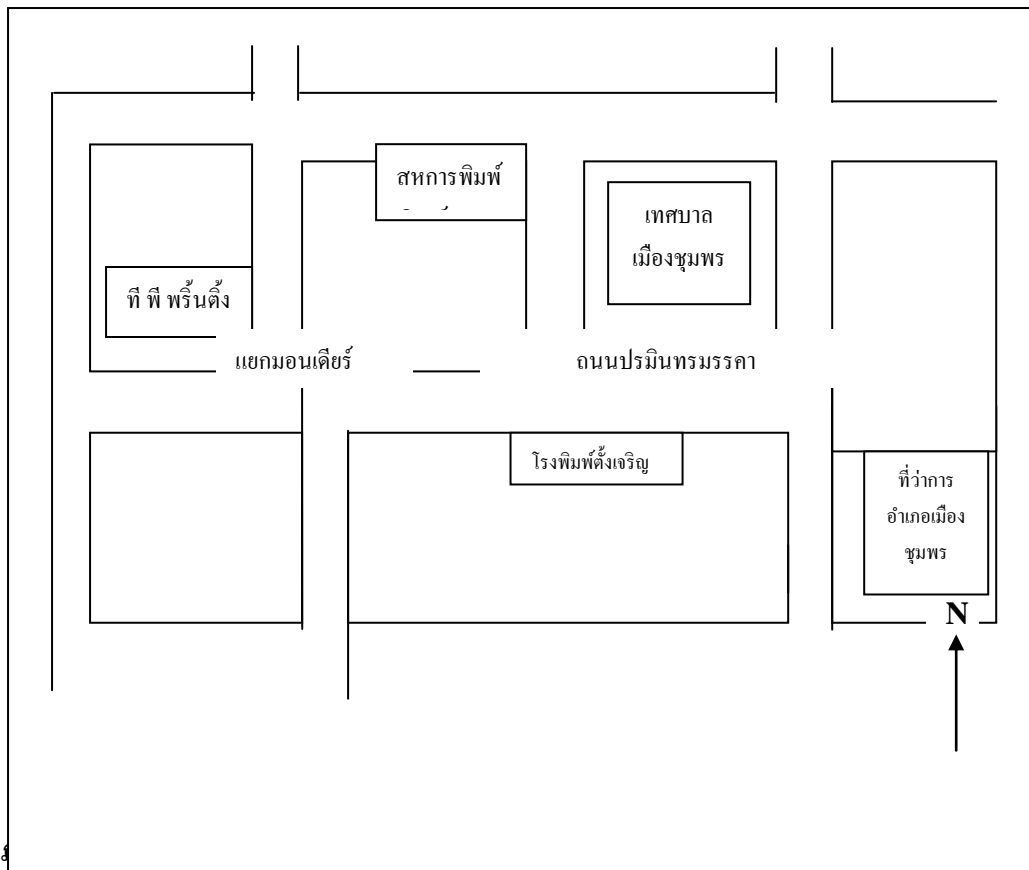 สหการพิมพ์
เทศบาล
เมืองชุมพร
ที พี พริ้นติ้ง
แยกมอนเดียร์
ถนนปรมินทรมรรคา
โรงพิมพ์ตั้งเจริญ
ที่ว่าการ
อำเภอเมือง
ชุมพร
N